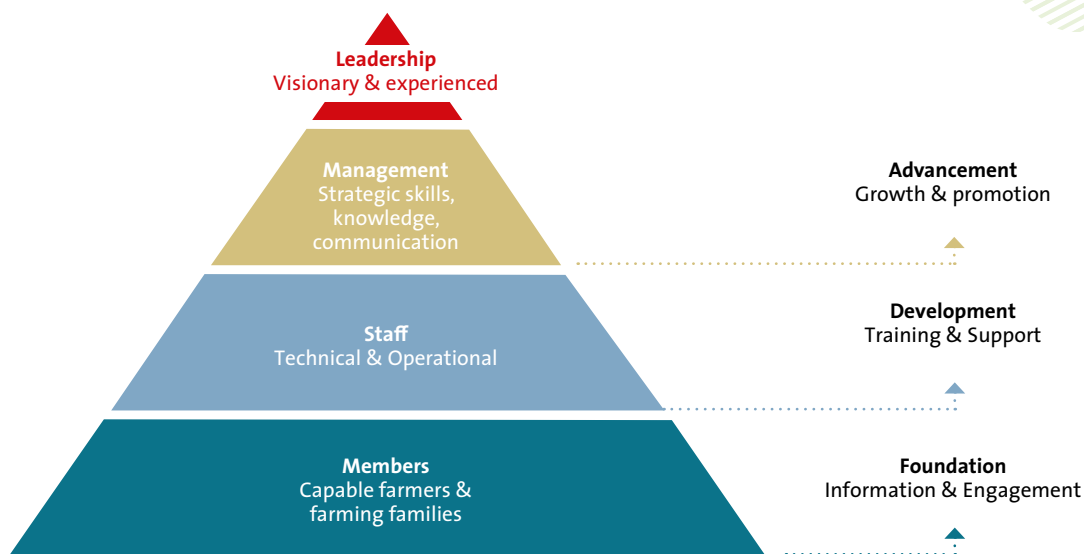 Leadership
Visionary & experienced
Management
Strategic skills,
knowledge,
communication
Advancement
Growth & promotion
Staff
Technical & Operational
Development
Training & Support
Members
Capable farmers &
farming families
Foundation
Information & Engagement